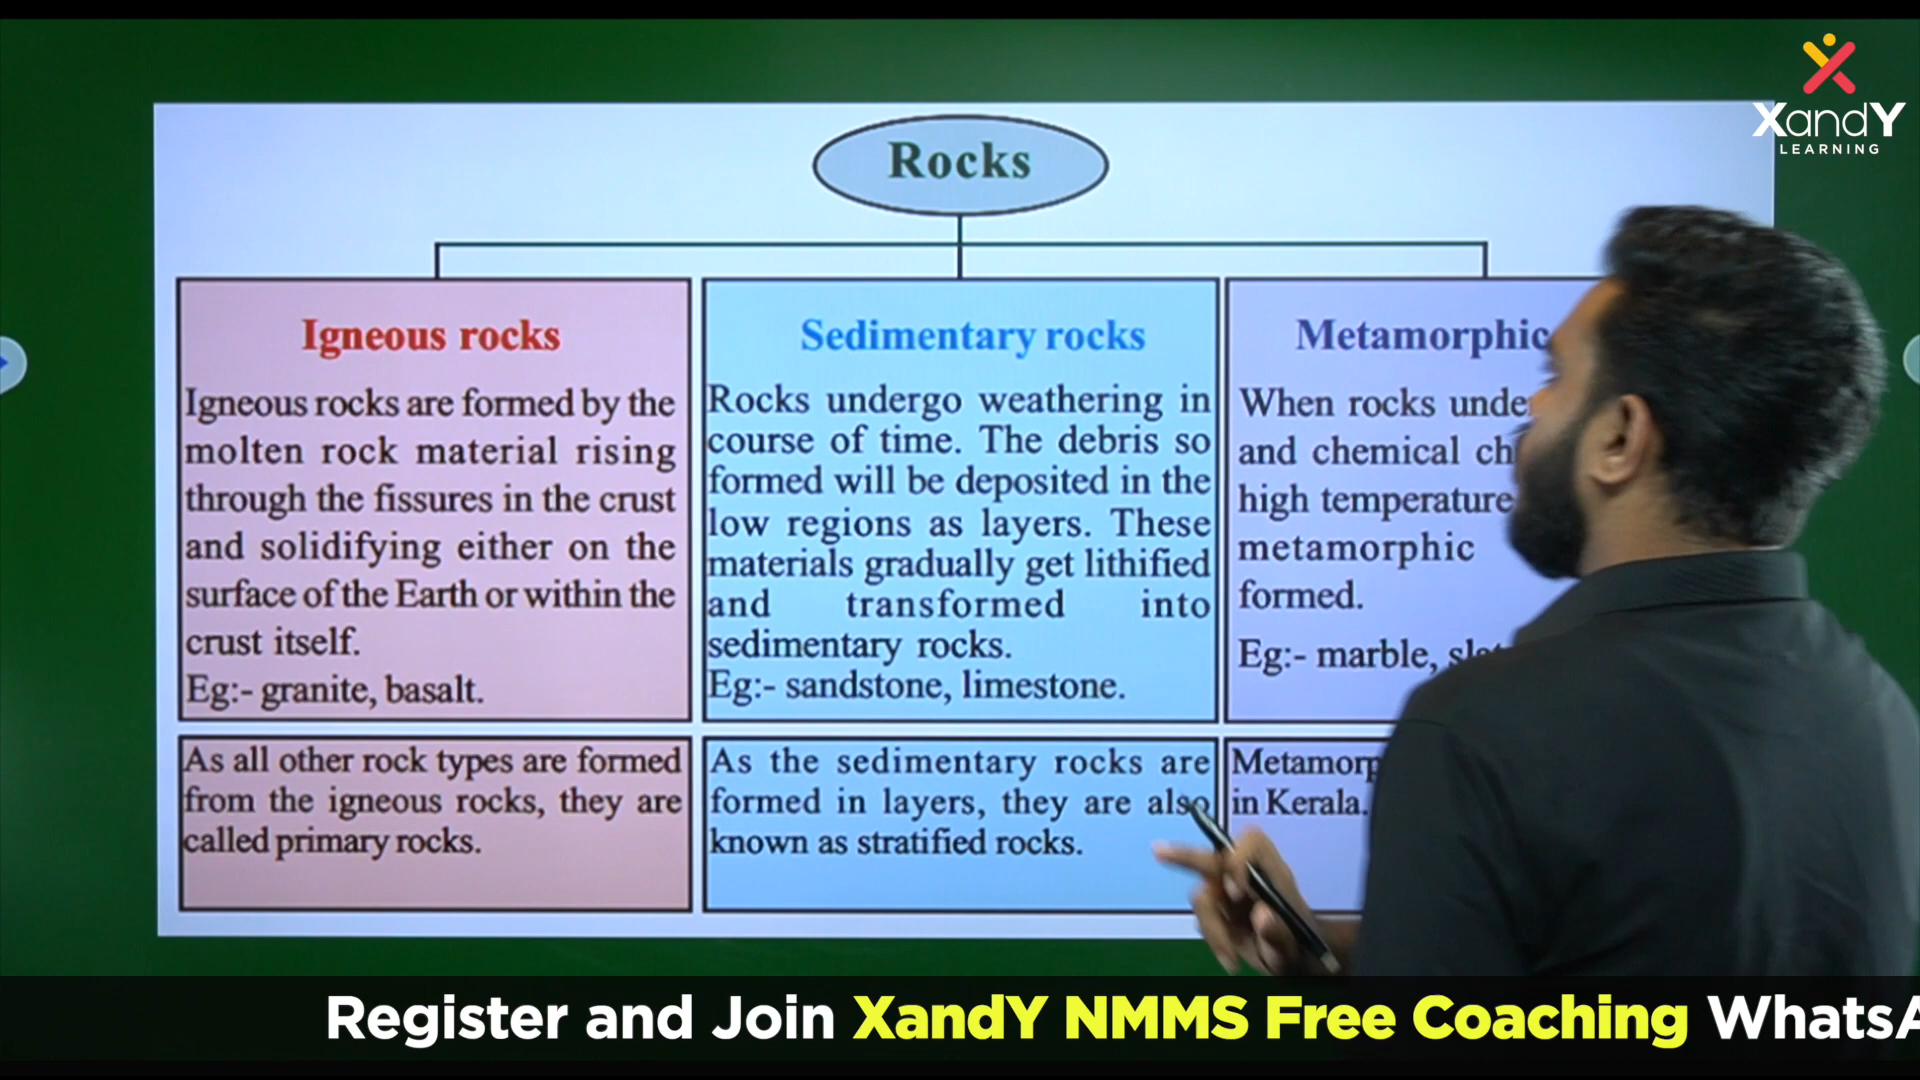 XandY
LEARNING
Rocks
Igneous rocks
Igneous rocks are formed by the
molten rock material rising
through the fissures in the crust
and solidifying either on the
surface of the Earth or within the
crust itself.
Eg:- granite, basalt.
As all other rock types are formed
from the igneous rocks, they are
called primary rocks.
Sedimentary rocks
Rocks undergo weathering in
course of time. The debris so
formed will be deposited in the
low regions as layers. These
materials gradually get lithified
and transformed into
sedimentary rocks.
Eg:- sandstone, limestone.
As the sedimentary rocks are
formed in layers, they are also
known as stratified rocks.
Metamorphic
When rocks
and chemical
high temperature
metamorphic
formed.
Eg:- marble,
in Kerala.
Register and Join XandY NMMS Free Coaching